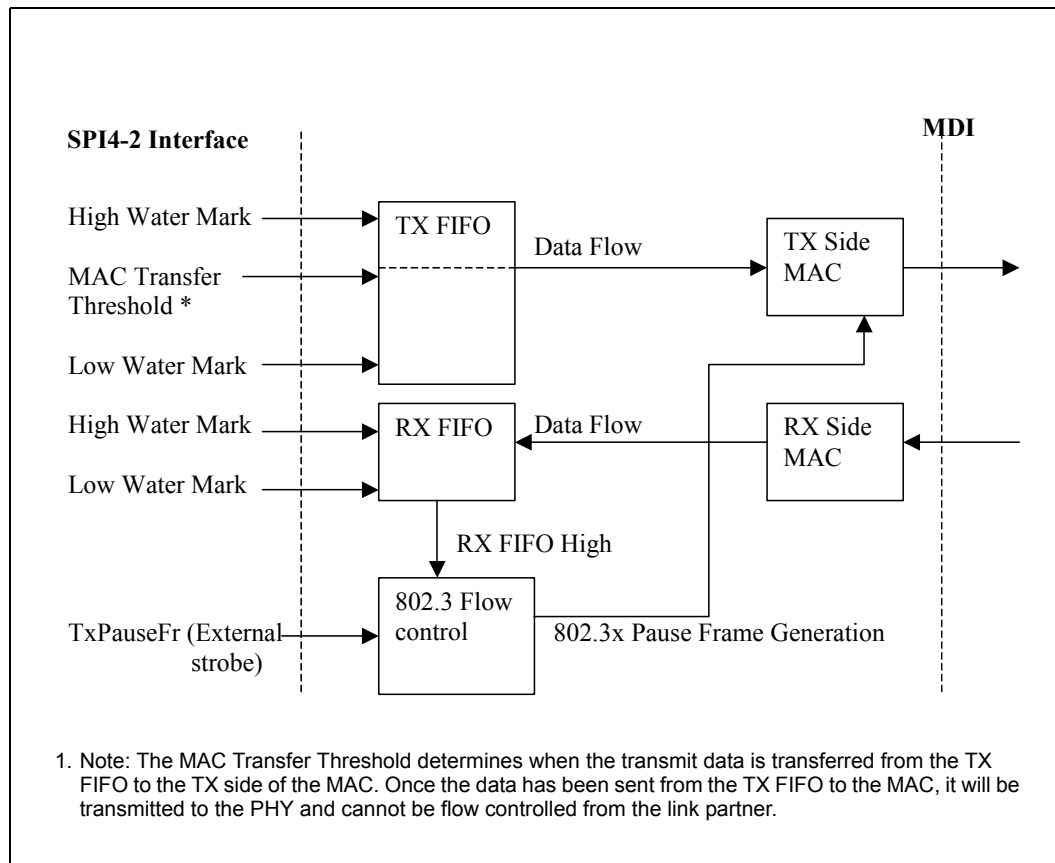 SPI4-2 Interface
MDI
High Water Mark
TX FIFO
Data Flow
TX Side
MAC
MAC Transfer
Threshold *
Low Water Mark
High Water Mark
RX FIFO
Data Flow
RX Side
MAC
Low Water Mark
RX FIFO High
802.3 Flow
control
TxPauseFr (External
strobe)
802.3x Pause Frame Generation
1. Note: The MAC Transfer Threshold determines when the transmit data is transferred from the TX
FIFO to the TX side of the MAC. Once the data has been sent from the TX FIFO to the MAC, it will be
transmitted to the PHY and cannot be flow controlled from the link partner.